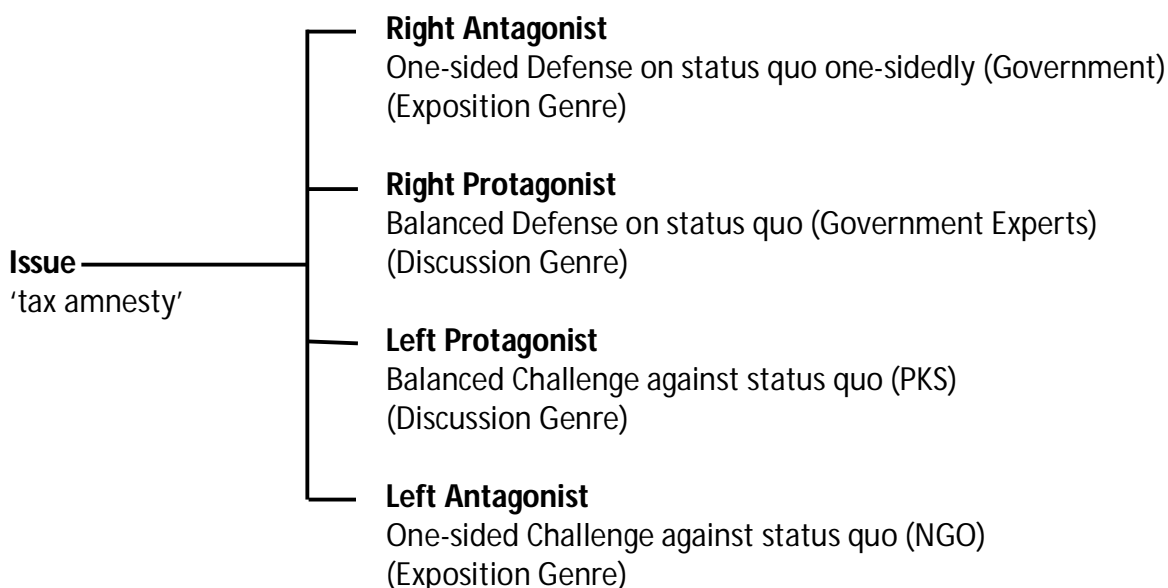 Right Antagonist
One-sided Defense on status quo one-sidedly (Government)
(Exposition Genre)
Right Protagonist
Balanced Defense on status quo (Government Experts)
(Discussion Genre)
Issue
‘tax amnesty’
Left Protagonist
Balanced Challenge against status quo (PKS)
(Discussion Genre)
Left Antagonist
One-sided Challenge against status quo (NGO)
(Exposition Genre)